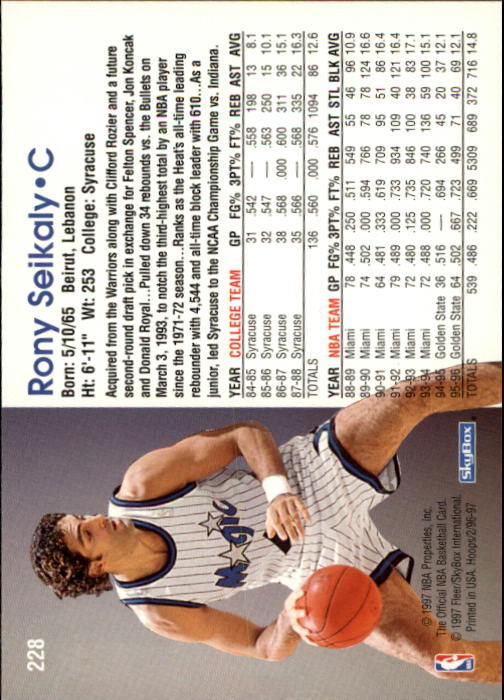 228
Rony Seikaly • C
Born: 5/10/65 Beirut, Lebanon
Ht: 6'-11" Wt: 253 College: Syracuse
Acquired from the Warriors along with Clifford Rozier and a future
second-round draft pick in exchange for Felton Spencer, Jon Koncak
and Donald Royal...Pulled down 34 rebounds vs. the Bullets on
March 3, 1993, to notch the third-highest total by an NBA player
since the 1971-72 season...Ranks as the Heat's all-time leading
rebounder with 4,544 and all-time block leader with 610...As a
junior, led Syracuse to the NCAA Championship Game vs. Indiana.
YEAR COLLEGE TEAM GP FG% 3PT% FT% REB AST AVG
84-85 Syracuse 31 .542 — .558 198 13 8.1
85-86 Syracuse 32 .547 — .563 250 15 10.1
86-87 Syracuse 38 .568 .000 .600 311 36 15.1
87-88 Syracuse 35 .566 — .568 335 22 16.3
TOTALS 136 .560 .000 .576 1094 86 12.6
YEAR NBA TEAM GP FG% 3PT% FT% REB AST STL BLK AVG
88-89 Miami 78 .448 .250 .511 549 55 46 96 10.9
89-90 Miami 74 .502 .000 .594 766 78 78 124 16.6
90-91 Miami 64 .481 .333 .619 709 95 51 86 16.4
91-92 Miami 79 .489 .000 .733 934 109 40 121 16.4
92-93 Miami 72 .480 .125 .735 846 100 38 83 17.1
93-94 Miami 72 .488 .000 .720 740 136 59 100 15.1
94-95 Golden State 36 .516 — .694 266 45 20 37 12.1
95-96 Golden State 64 .502 .667 .723 499 71 40 69 12.1
TOTALS 539 .486 .222 .669 5309 689 372 716 14.8
Magic
© 1997 NBA Properties, Inc.
The Official NBA Basketball Card.
© 1997 Fleer/SkyBox International.
Printed in USA. Hoops/2/96-97
SkyBox
NBA